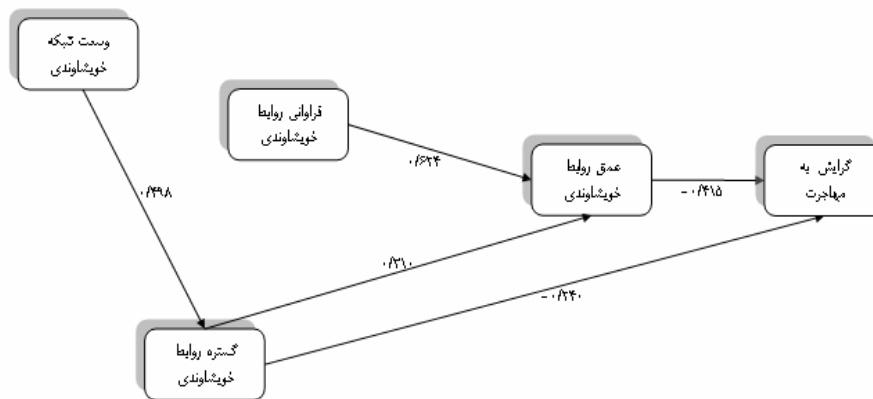 وسعت شبکه
خویشاوندی
فراوانی روابط
خویشاوندی
۰/۶۲۴
عمق روابط
خویشاوندی
-۰/۴۱۵
گرایش به
مهاجرت
۰/۴۹۸
۰/۲۱۰
-۰/۲۴۰
گستره روابط
خویشاوندی